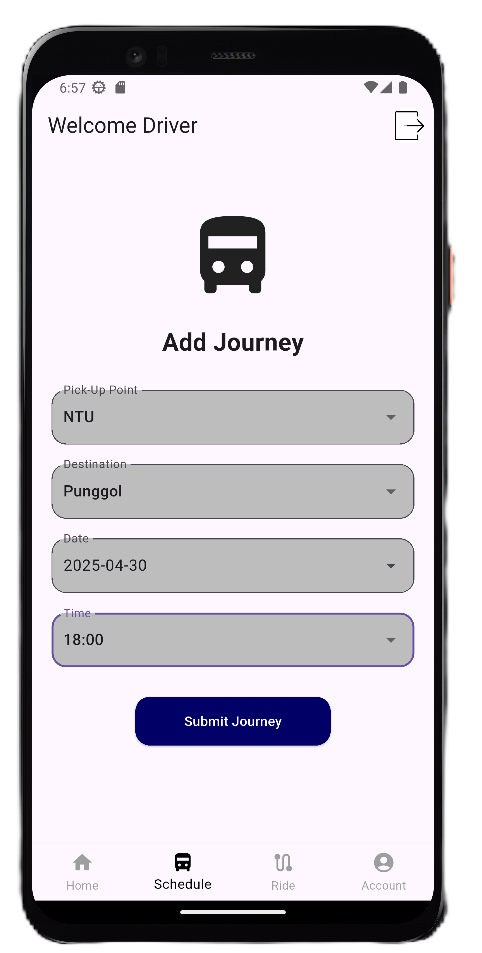 6:57
Welcome Driver
Add Journey
Pick-Up Point
NTU
Destination
Punggol
Date
2025-04-30
Time
18:00
Submit Journey
Home
Schedule
Ride
Account